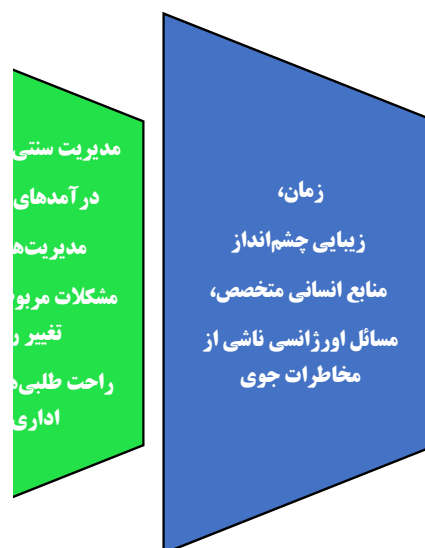 زمان،
زیبایی چشم‌انداز
منابع انسانی متخصص،
مسائل اورژانسی ناشی از
مخاطرات جوی
مدیریت سنتی
درآمدهای
مشکلات
تغییر
راحت
اداری